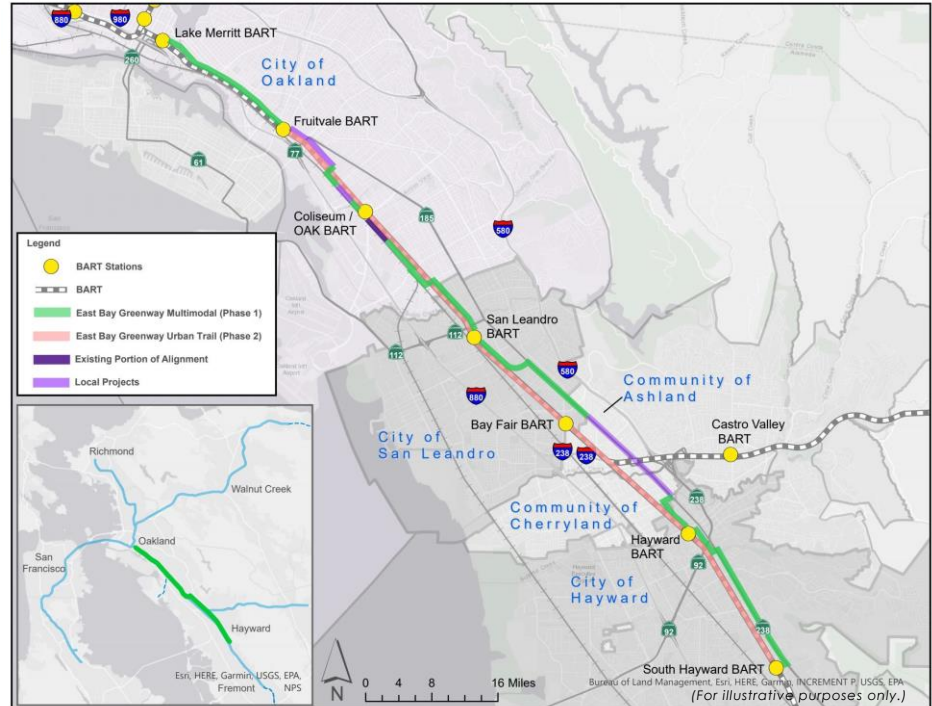 880
980
Lake Merritt BART
260
City of
Oakland
Fruitvale BART
77
61
185
580
Coliseum /
OAK BART
Legend
BART Stations
BART
East Bay Greenway Multimodal (Phase 1)
East Bay Greenway Urban Trail (Phase 2)
Existing Portion of Alignment
Local Projects
San Leandro
BART
112
112
580
880
Community of
Ashland
Bay Fair BART
Castro Valley
BART
City of
San Leandro
238
238
238
Community of
Cherryland
Hayward
BART
92
City of
Hayward
92
238
South Hayward BART
Richmond
Walnut Creek
Oakland
San
Francisco
Hayward
Esri, HERE, Garmin, USGS, EPA,
Fremont NPS
N
0 4 8 16 Miles
Bureau of Land Management, Esri, HERE, Garmin, INCREMENT P, USGS, EPA
(For illustrative purposes only.)